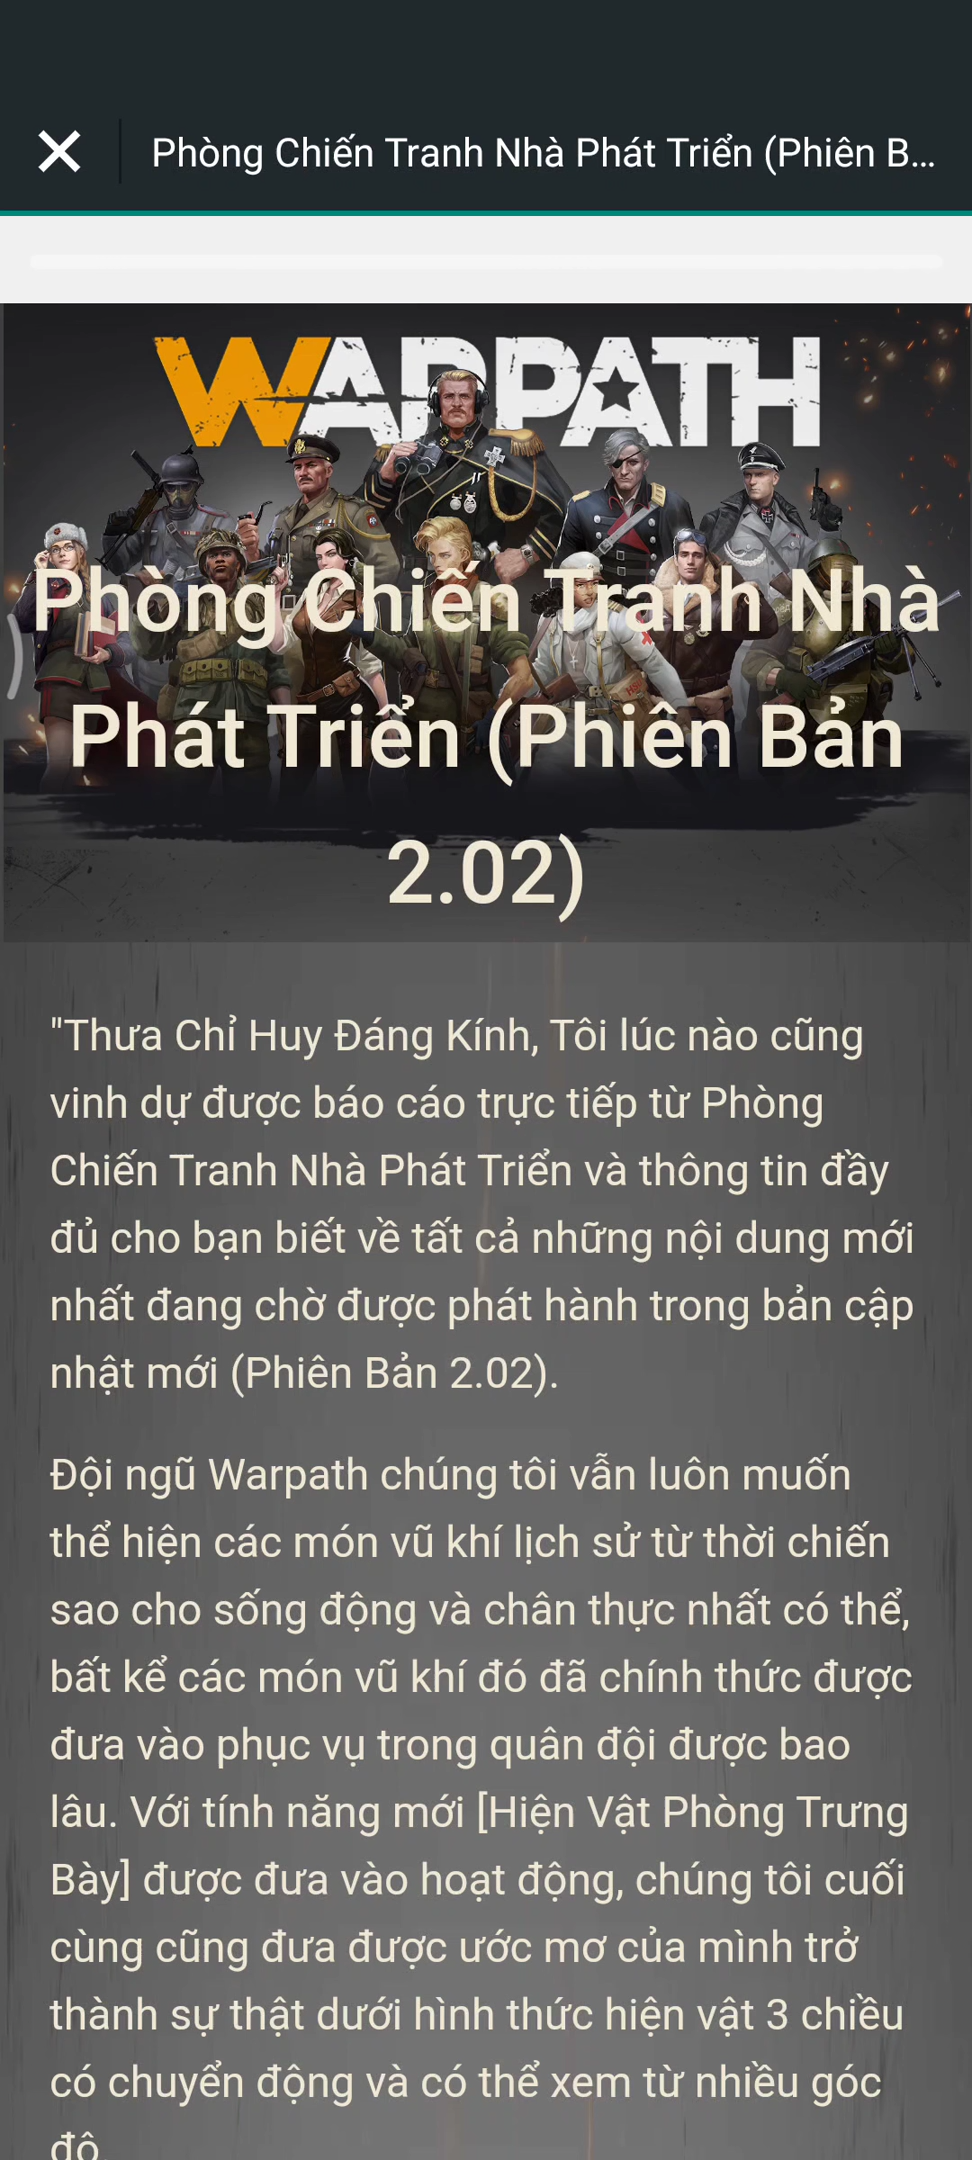 Phòng Chiến Tranh Nhà Phát Triển (Phiên B...
WARPATH
Phòng Chiến Tranh Nhà
Phát Triển (Phiên Bản
2.02)
"Thưa Chỉ Huy Đáng Kính, Tôi lúc nào cũng
vinh dự được báo cáo trực tiếp từ Phòng
Chiến Tranh Nhà Phát Triển và thông tin đầy
đủ cho bạn biết về tất cả những nội dung mới
nhất đang chờ được phát hành trong bản cập
nhật mới (Phiên Bản 2.02).
Đội ngũ Warpath chúng tôi vẫn luôn muốn
thể hiện các món vũ khí lịch sử từ thời chiến
sao cho sống động và chân thực nhất có thể,
bất kể các món vũ khí đó đã chính thức được
đưa vào phục vụ trong quân đội được bao
lâu. Với tính năng mới [Hiện Vật Phòng Trưng
Bày] được đưa vào hoạt động, chúng tôi cuối
cùng cũng đưa được ước mơ của mình trở
thành sự thật dưới hình thức hiện vật 3 chiều
có chuyển động và có thể xem từ nhiều góc
độ.